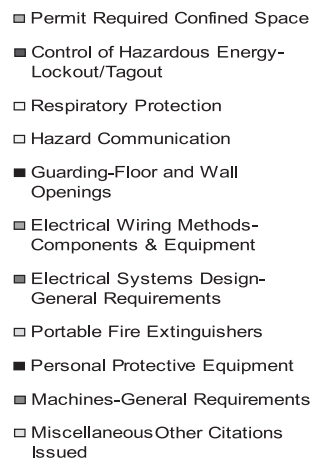 Permit Required Confined Space
Control of Hazardous Energy-
Lockout/Tagout
Respiratory Protection
Hazard Communication
Guarding-Floor and Wall
Openings
Electrical Wiring Methods-
Components & Equipment
Electrical Systems Design-
General Requirements
Portable Fire Extinguishers
Personal Protective Equipment
Machines-General Requirements
Miscellaneous Other Citations
Issued